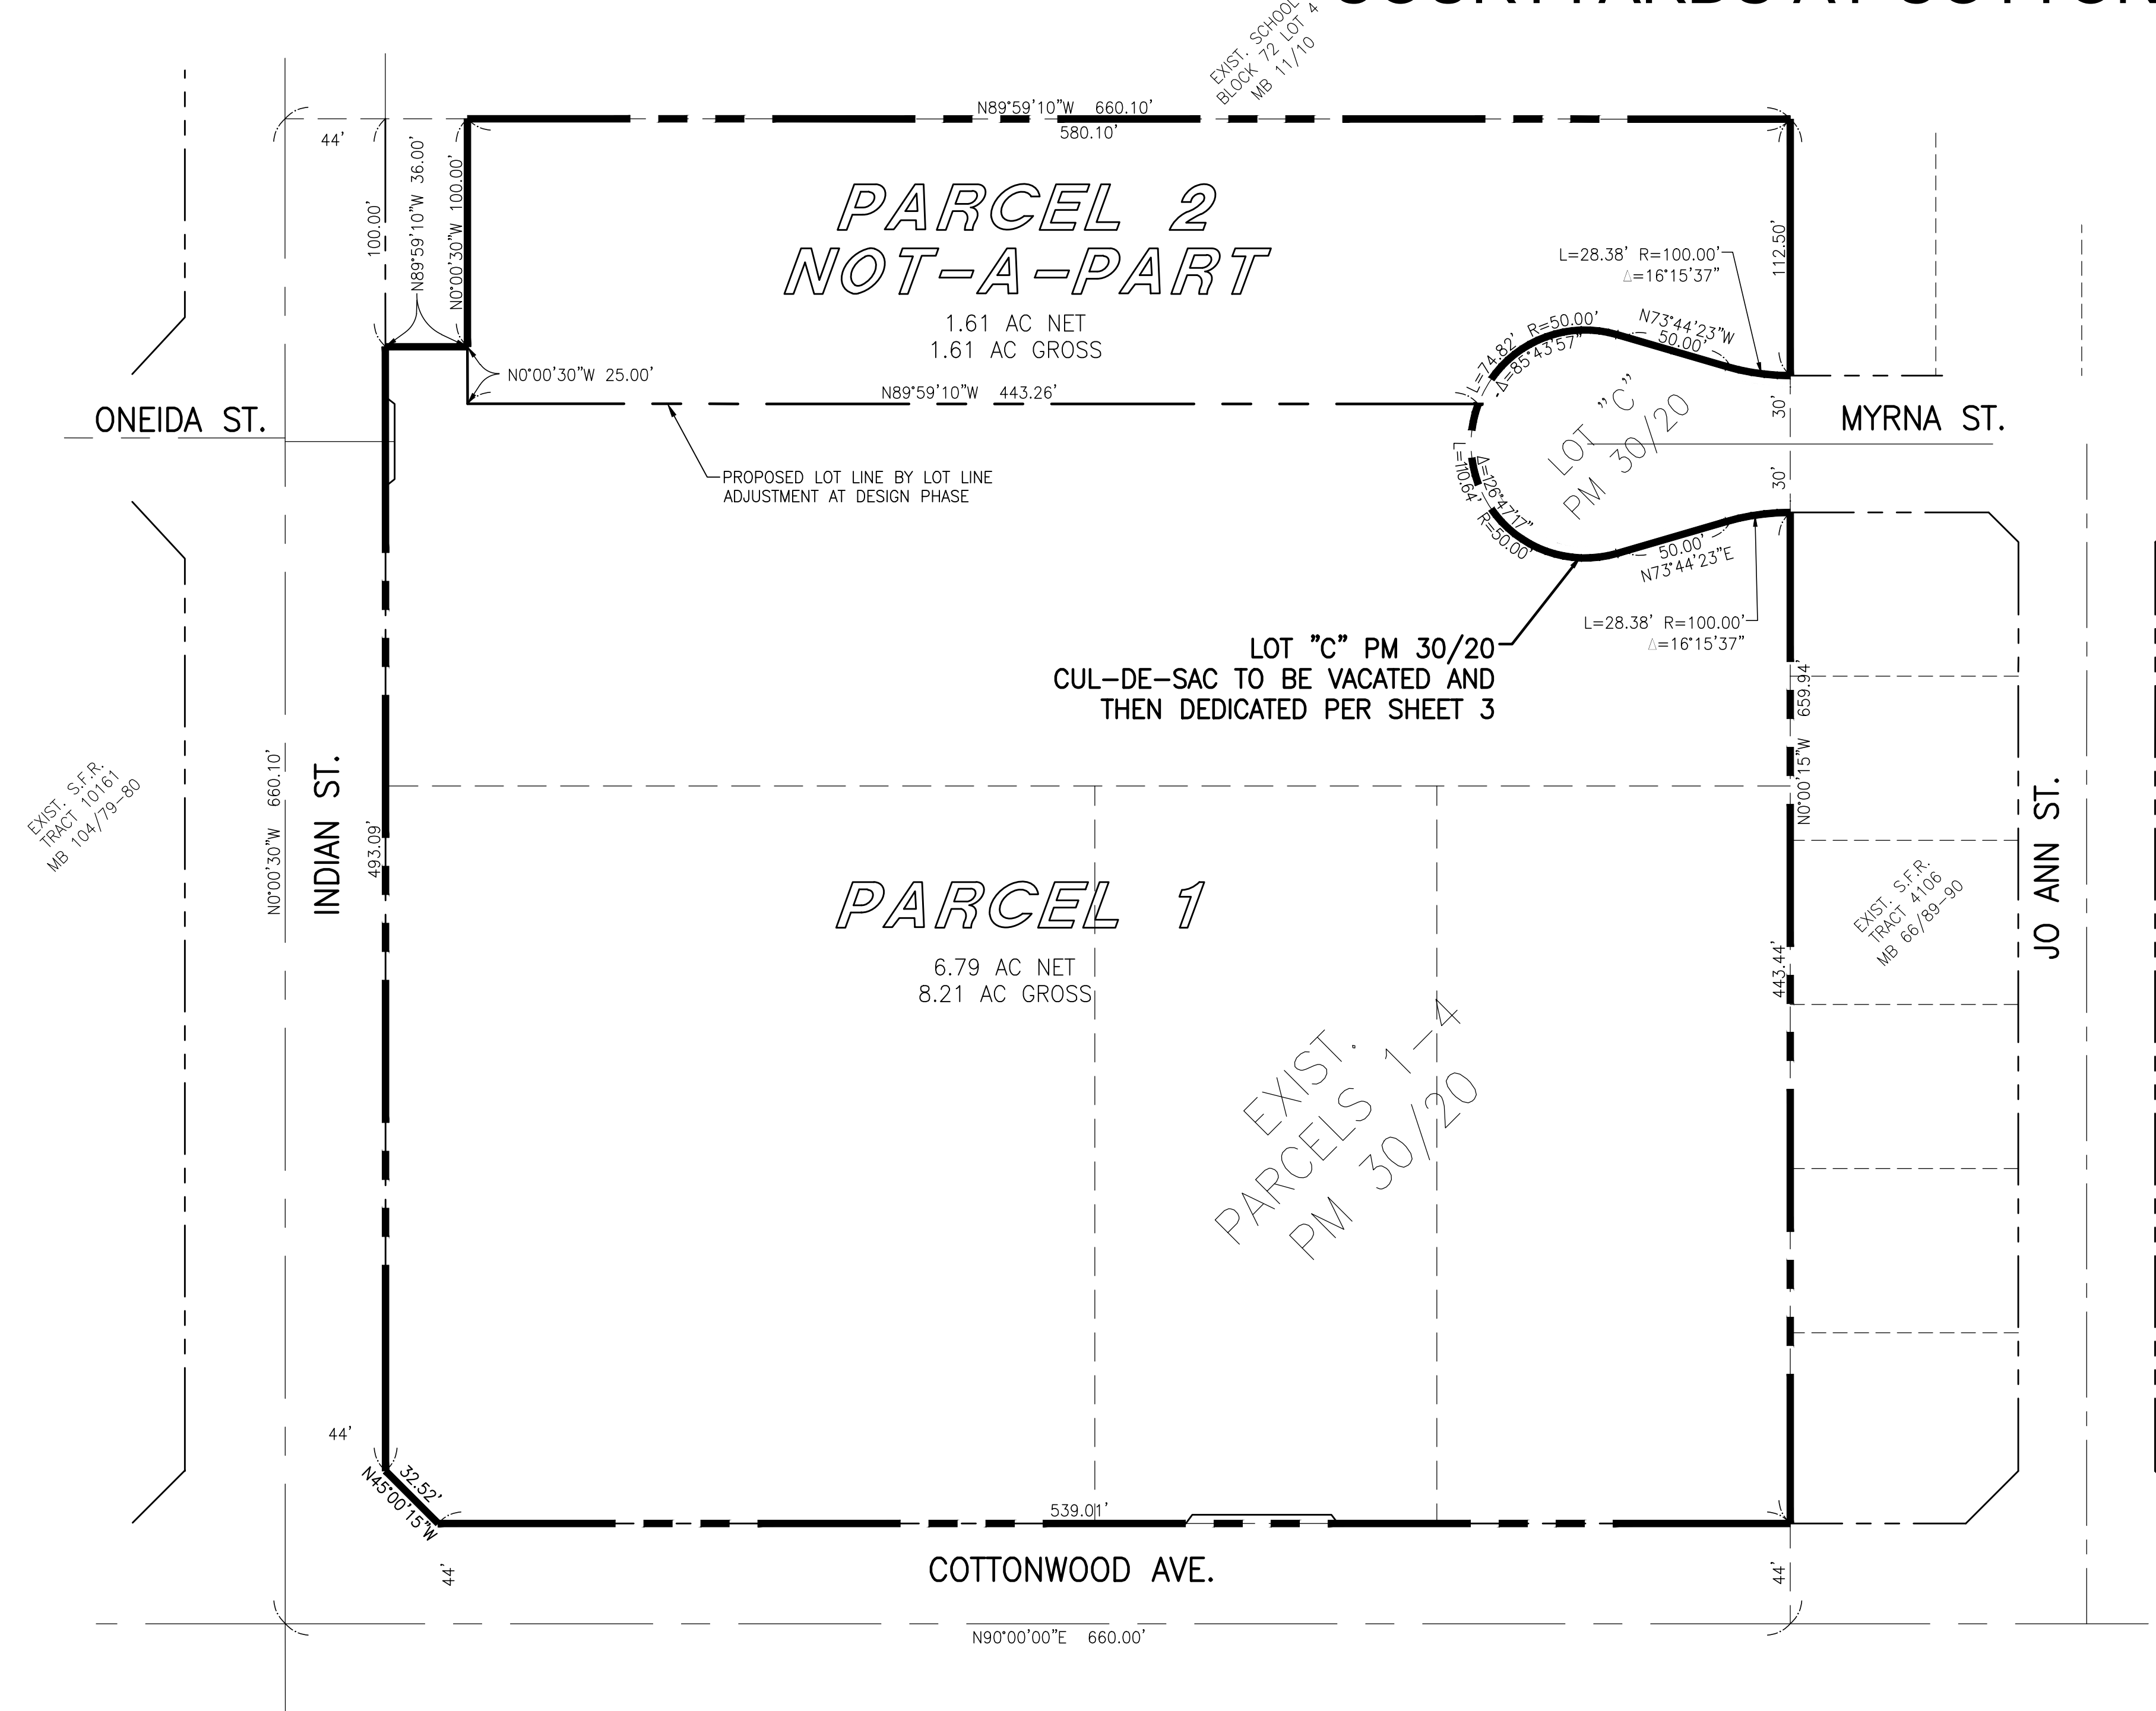 EXIST. SCHOOL
BLOCK 72 LOT 4
MB 11/10
N89°59'10"W 660.10'
580.10'
44'
100.00'
N89°59'10"W 36.00'
N0°00'30"W 100.00'
PARCEL 2
NOT-A-PART
1.61 AC NET
1.61 AC GROSS
L=28.38' R=100.00'
Δ=16°15'37"
112.50'
N0°00'30"W 25.00'
N89°59'10"W 443.26'
L=74.82' R=50.00'
Δ=85°43'57"
N73°44'23"W
50.00'
LOT "C"
PM 30/20
30'
30'
ONEIDA ST.
MYRNA ST.
PROPOSED LOT LINE BY LOT LINE
ADJUSTMENT AT DESIGN PHASE
Δ=126°47'17"
L=110.64' R=50.00'
50.00'
N73°44'23"E
L=28.38' R=100.00'
Δ=16°15'37"
LOT "C" PM 30/20
CUL-DE-SAC TO BE VACATED AND
THEN DEDICATED PER SHEET 3
N0°00'15"W 659.94'
EXIST. S.F.R.
TRACT 10161
MB 104/79-80
N0°00'30"W 660.10'
INDIAN ST.
493.09'
PARCEL 1
6.79 AC NET
8.21 AC GROSS
443.44'
EXIST. S.F.R.
TRACT 4106
MB 66/89-90
JO ANN ST.
EXIST.
PARCELS 1-4
PM 30/20
44'
32.52'
N45°00'15"W
539.01'
44'
COTTONWOOD AVE.
44'
N90°00'00"E 660.00'